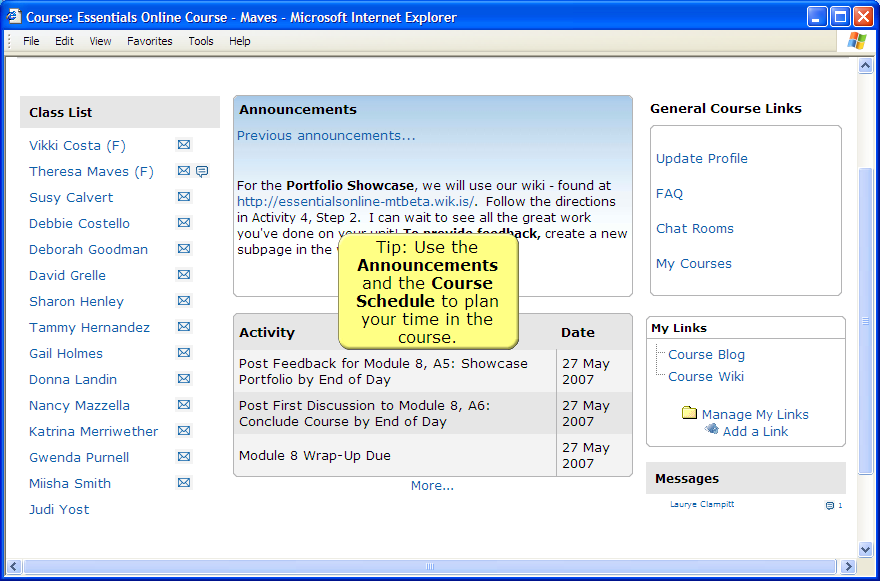 Course: Essentials Online Course - Maves - Microsoft Internet Explorer
File Edit View Favorites Tools Help
Class List
Vikki Costa (F)
Theresa Maves (F)
Susy Calvert
Debbie Costello
Deborah Goodman
David Grelle
Sharon Henley
Tammy Hernandez
Gail Holmes
Donna Landin
Nancy Mazzella
Katrina Merriwether
Gwenda Purnell
Miisha Smith
Judi Yost
Announcements
Previous announcements...
For the Portfolio Showcase, we will use our wiki - found at
http://essentialsonline-mtbeta.wik.is/. Follow the directions
in Activity 4, Step 2. I can wait to see all the great work
you've done on your unit! To provide feedback, create a new
subpage in the
Tip: Use the
Announcements
and the Course
Schedule to plan
your time in the
course.
Activity Date
Post Feedback for Module 8, A5: Showcase
Portfolio by End of Day
27 May
2007
Post First Discussion to Module 8, A6:
Conclude Course by End of Day
27 May
2007
Module 8 Wrap-Up Due
27 May
2007
More...
General Course Links
Update Profile
FAQ
Chat Rooms
My Courses
My Links
Course Blog
Course Wiki
Manage My Links
Add a Link
Messages
Laurye Clampitt 1